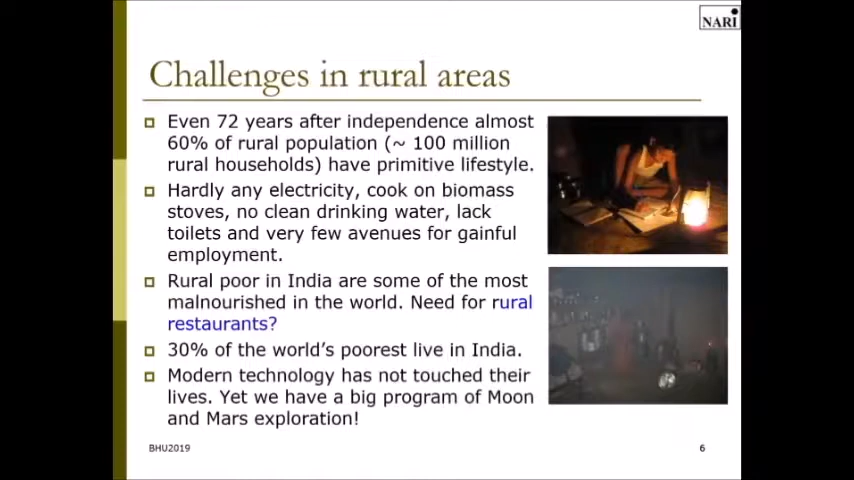 NARI
Challenges in rural areas
Even 72 years after independence almost
60% of rural population (~ 100 million
rural households) have primitive lifestyle.
Hardly any electricity, cook on biomass
stoves, no clean drinking water, lack
toilets and very few avenues for gainful
employment.
Rural poor in India are some of the most
malnourished in the world. Need for rural
restaurants?
30% of the world's poorest live in India.
Modern technology has not touched their
lives. Yet we have a big program of Moon
and Mars exploration!
BHU2019
6